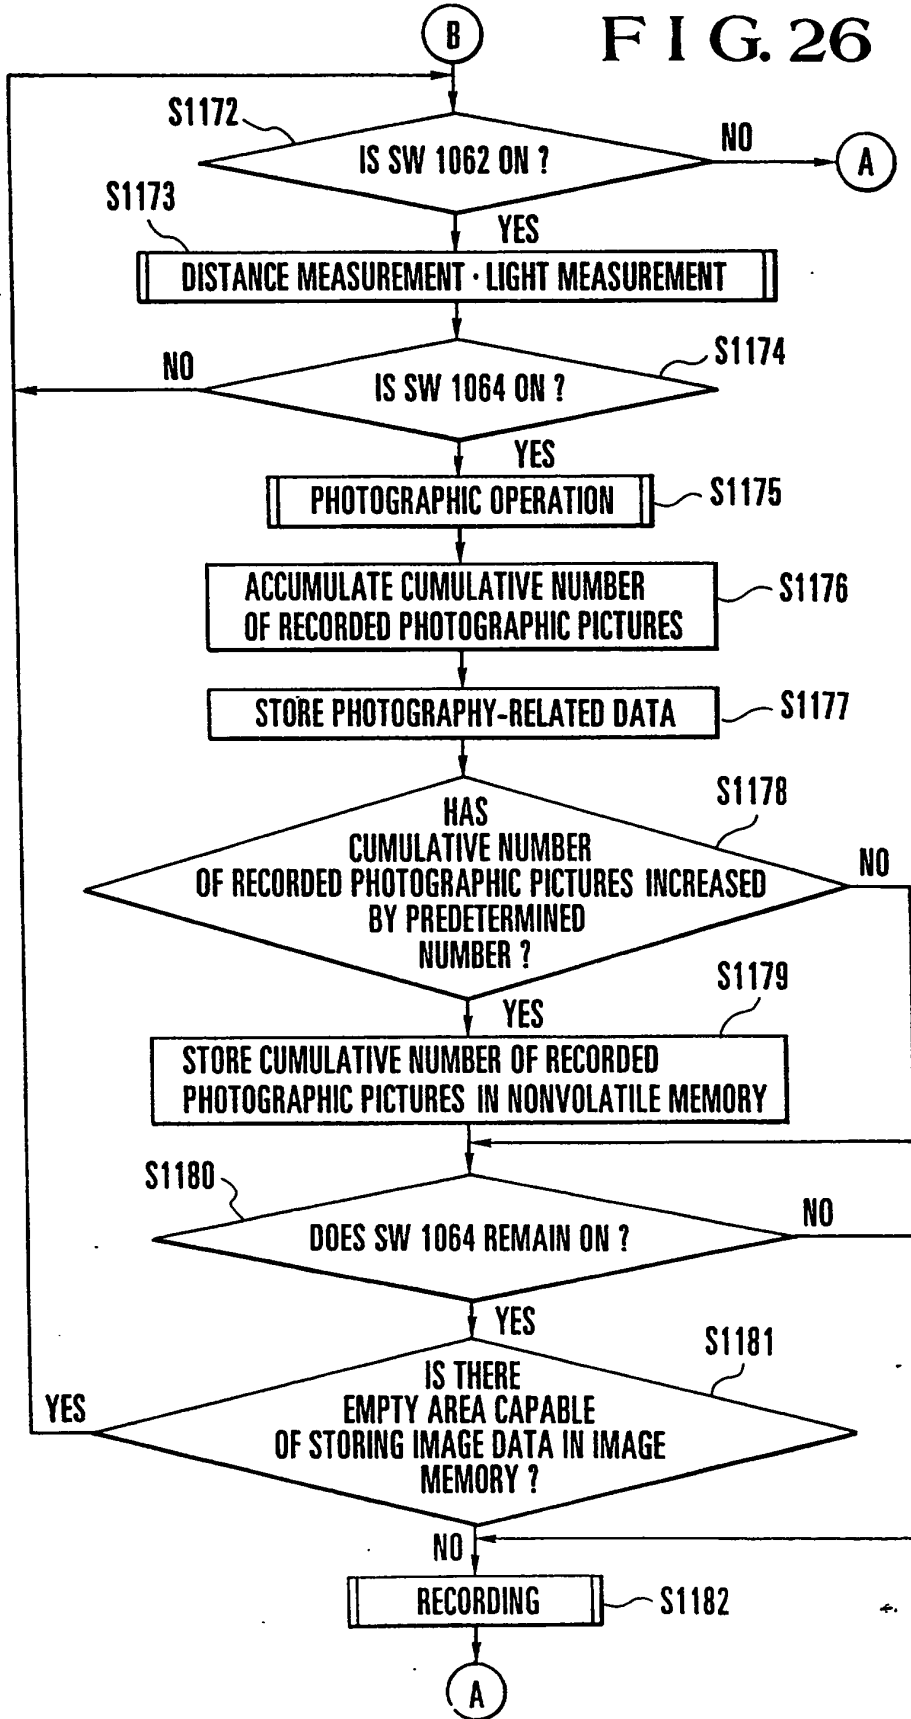 B
FIG. 26
S1172
IS SW 1062 ON ?
NO
A
YES
S1173
DISTANCE MEASUREMENT · LIGHT MEASUREMENT
S1174
NO
IS SW 1064 ON ?
YES
PHOTOGRAPHIC OPERATION
S1175
ACCUMULATE CUMULATIVE NUMBER
OF RECORDED PHOTOGRAPHIC PICTURES
S1176
STORE PHOTOGRAPHY-RELATED DATA
S1177
S1178
HAS
CUMULATIVE NUMBER
OF RECORDED PHOTOGRAPHIC PICTURES INCREASED
BY PREDETERMINED
NUMBER ?
NO
YES
S1179
STORE CUMULATIVE NUMBER OF RECORDED
PHOTOGRAPHIC PICTURES IN NONVOLATILE MEMORY
S1180
DOES SW 1064 REMAIN ON ?
NO
YES
S1181
IS THERE
EMPTY AREA CAPABLE
OF STORING IMAGE DATA IN IMAGE
MEMORY ?
YES
NO
RECORDING
S1182
A